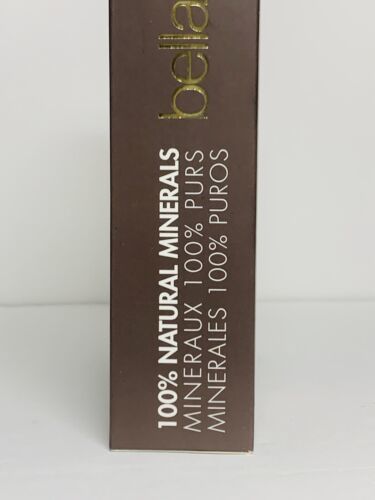 bella
100% NATURAL MINERALS
MINERAUX 100% PURS
MINERALES 100% PUROS